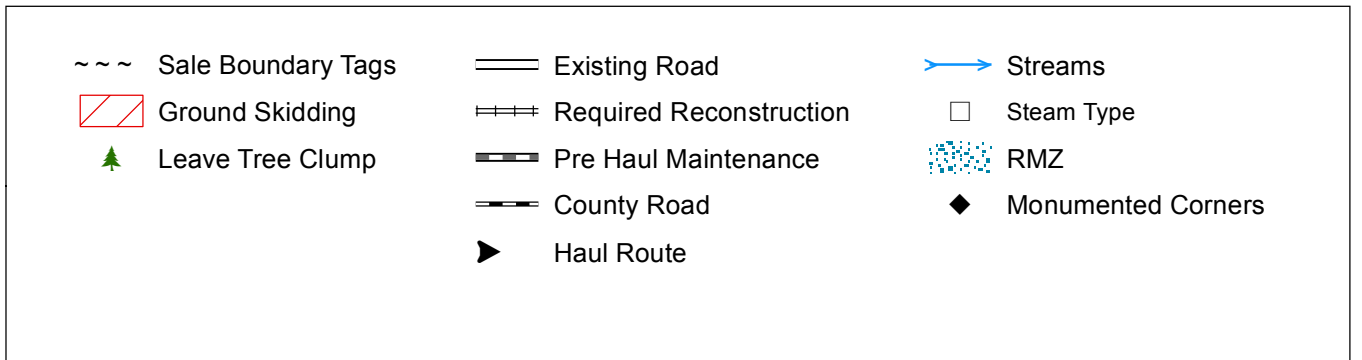 Sale Boundary Tags
Ground Skidding
Leave Tree Clump
Existing Road
Required Reconstruction
Pre Haul Maintenance
County Road
Haul Route
Streams
Steam Type
RMZ
Monumented Corners